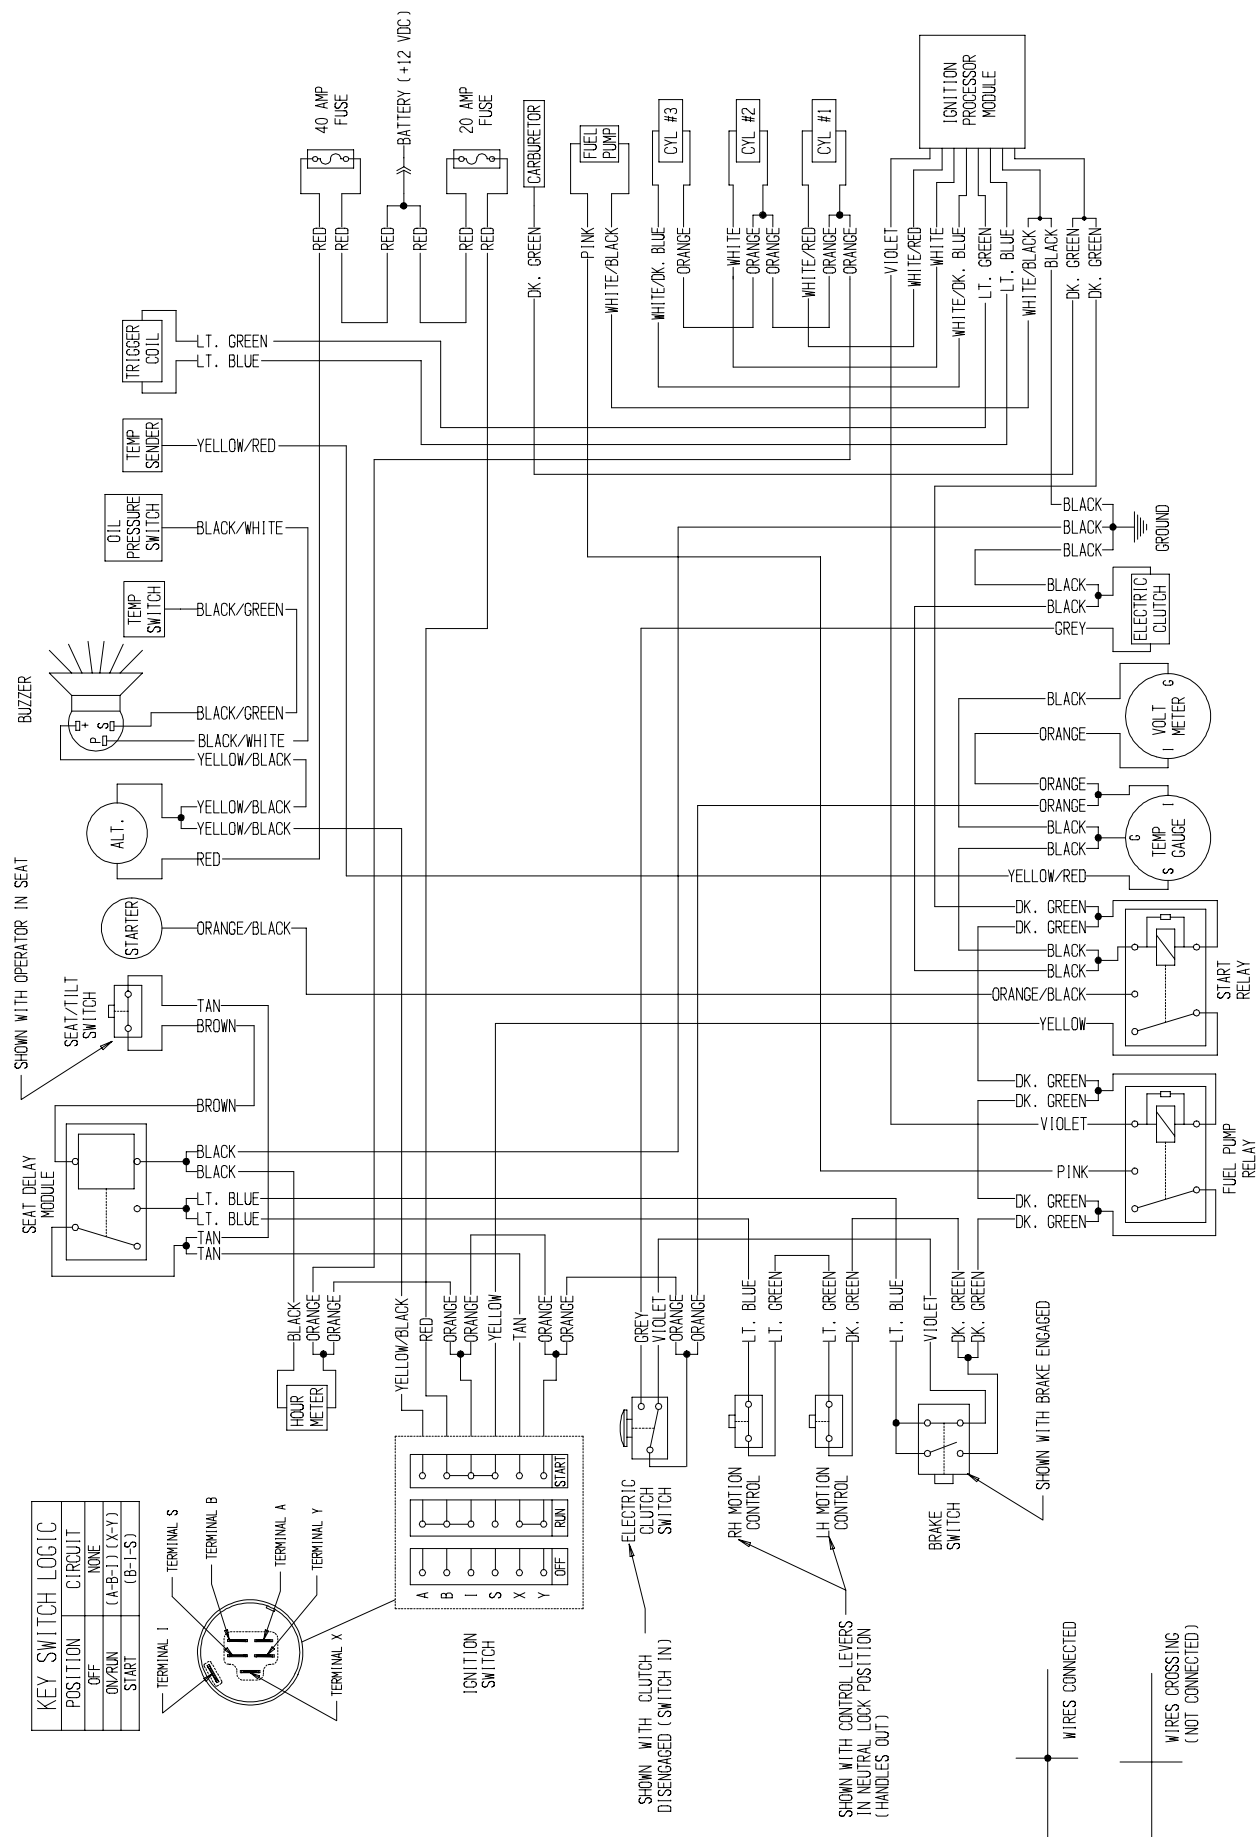 40 AMP
FUSE
BATTERY (+12 VDC)
20 AMP
FUSE
CARBURETOR
FUEL
PUMP
CYL #3
CYL #2
CYL #1
IGNITION
PROCESSOR
MODULE
RED
RED
RED
RED
RED
RED
DK. GREEN
PINK
WHITE/BLACK
WHITE/DK. BLUE
ORANGE
WHITE
ORANGE
ORANGE
WHITE/RED
ORANGE
ORANGE
VIOLET
WHITE/RED
WHITE
WHITE/DK. BLUE
LT. GREEN
LT. BLUE
WHITE/BLACK
BLACK
DK. GREEN
DK. GREEN
TRIGGER
COIL
LT. GREEN
LT. BLUE
TEMP
SENDER
YELLOW/RED
OIL
PRESSURE
SWITCH
BLACK/WHITE
TEMP
SWITCH
BLACK/GREEN
BUZZER
+
S
P
BLACK/GREEN
BLACK/WHITE
YELLOW/BLACK
ALT.
YELLOW/BLACK
YELLOW/BLACK
RED
STARTER
ORANGE/BLACK
SHOWN WITH OPERATOR IN SEAT
SEAT/TILT
SWITCH
TAN
BROWN
BROWN
SEAT DELAY
MODULE
BLACK
BLACK
LT. BLUE
LT. BLUE
TAN
TAN
BLACK
BLACK
BLACK
GROUND
BLACK
BLACK
GREY
ELECTRIC
CLUTCH
BLACK
ORANGE
G
VOLT
METER
I
ORANGE
ORANGE
BLACK
BLACK
YELLOW/RED
I
G
TEMP
GAUGE
S
DK. GREEN
DK. GREEN
BLACK
BLACK
ORANGE/BLACK
YELLOW
START
RELAY
DK. GREEN
DK. GREEN
VIOLET
PINK
DK. GREEN
DK. GREEN
FUEL PUMP
RELAY
BLACK
ORANGE
ORANGE
HOUR
METER
YELLOW/BLACK
RED
ORANGE
ORANGE
YELLOW
TAN
ORANGE
ORANGE
GREY
VIOLET
ORANGE
ORANGE
LT. BLUE
LT. GREEN
LT. GREEN
DK. GREEN
LT. BLUE
VIOLET
DK. GREEN
DK. GREEN
START
RUN
OFF
A
B
I
S
X
Y
IGNITION
SWITCH
ELECTRIC
CLUTCH
SWITCH
SHOWN WITH CLUTCH
DISENGAGED (SWITCH IN)
RH MOTION
CONTROL
LH MOTION
CONTROL
SHOWN WITH CONTROL LEVERS
IN NEUTRAL LOCK POSITION
(HANDLES OUT)
BRAKE
SWITCH
SHOWN WITH BRAKE ENGAGED
KEY SWITCH LOGIC
POSITION CIRCUIT
OFF NONE
ON/RUN (A-B-I)(X-Y)
START (B-I-S)
TERMINAL I
TERMINAL S
TERMINAL B
TERMINAL A
TERMINAL Y
TERMINAL X
WIRES CONNECTED
WIRES CROSSING
(NOT CONNECTED)